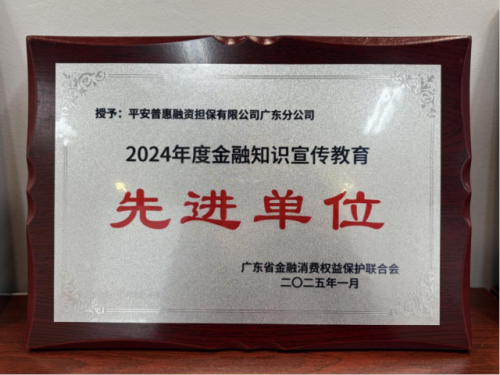 授予：平安普惠融资担保有限公司广东分公司
2024年度金融知识宣传教育
先进单位
广东省金融消费权益保护联合会
二〇二五年一月